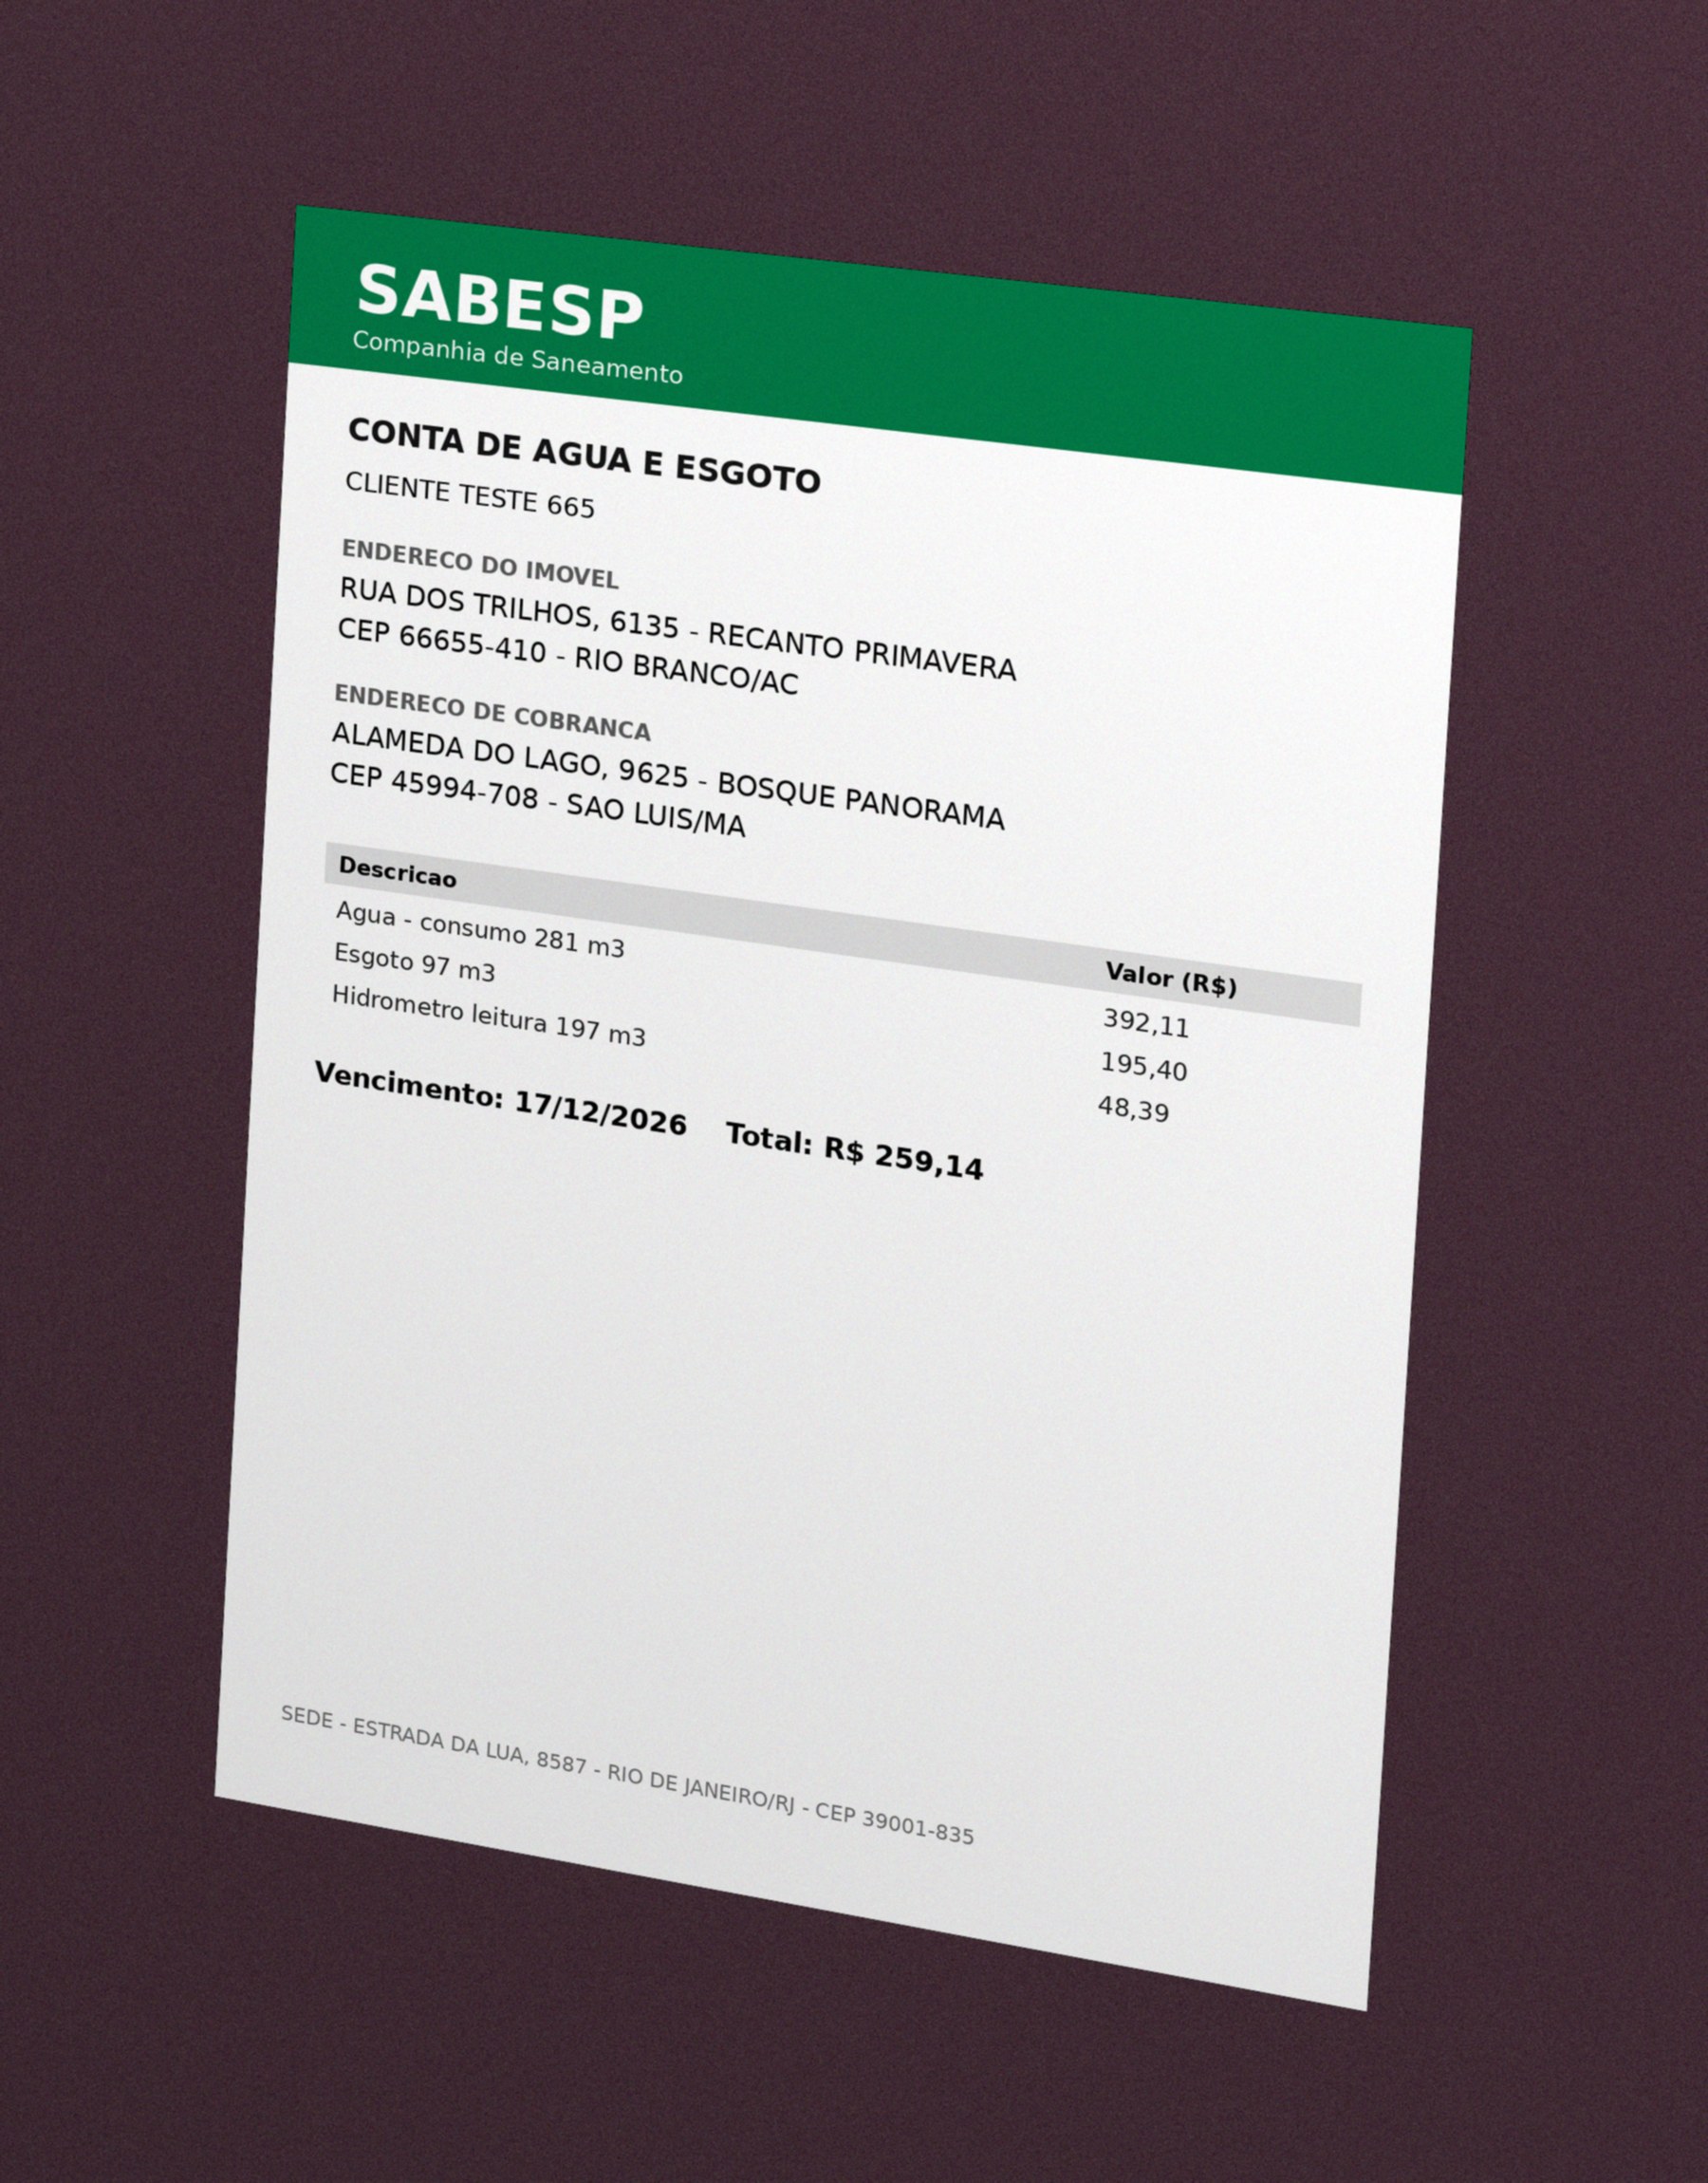 SABESP
Companhia de Saneamento
CONTA DE AGUA E ESGOTO
CLIENTE TESTE 665
ENDERECO DO IMOVEL
RUA DOS TRILHOS, 6135 - RECANTO PRIMAVERA
CEP 66655-410 - RIO BRANCO/AC
ENDERECO DE COBRANCA
ALAMEDA DO LAGO, 9625 - BOSQUE PANORAMA
CEP 45994-708 - SAO LUIS/MA
Descricao Valor (R$)
Agua - consumo 281 m3 392,11
Esgoto 97 m3 195,40
Hidrometro leitura 197 m3 48,39
Vencimento: 17/12/2026 Total: R$ 259,14
SEDE - ESTRADA DA LUA, 8587 - RIO DE JANEIRO/RJ - CEP 39001-835